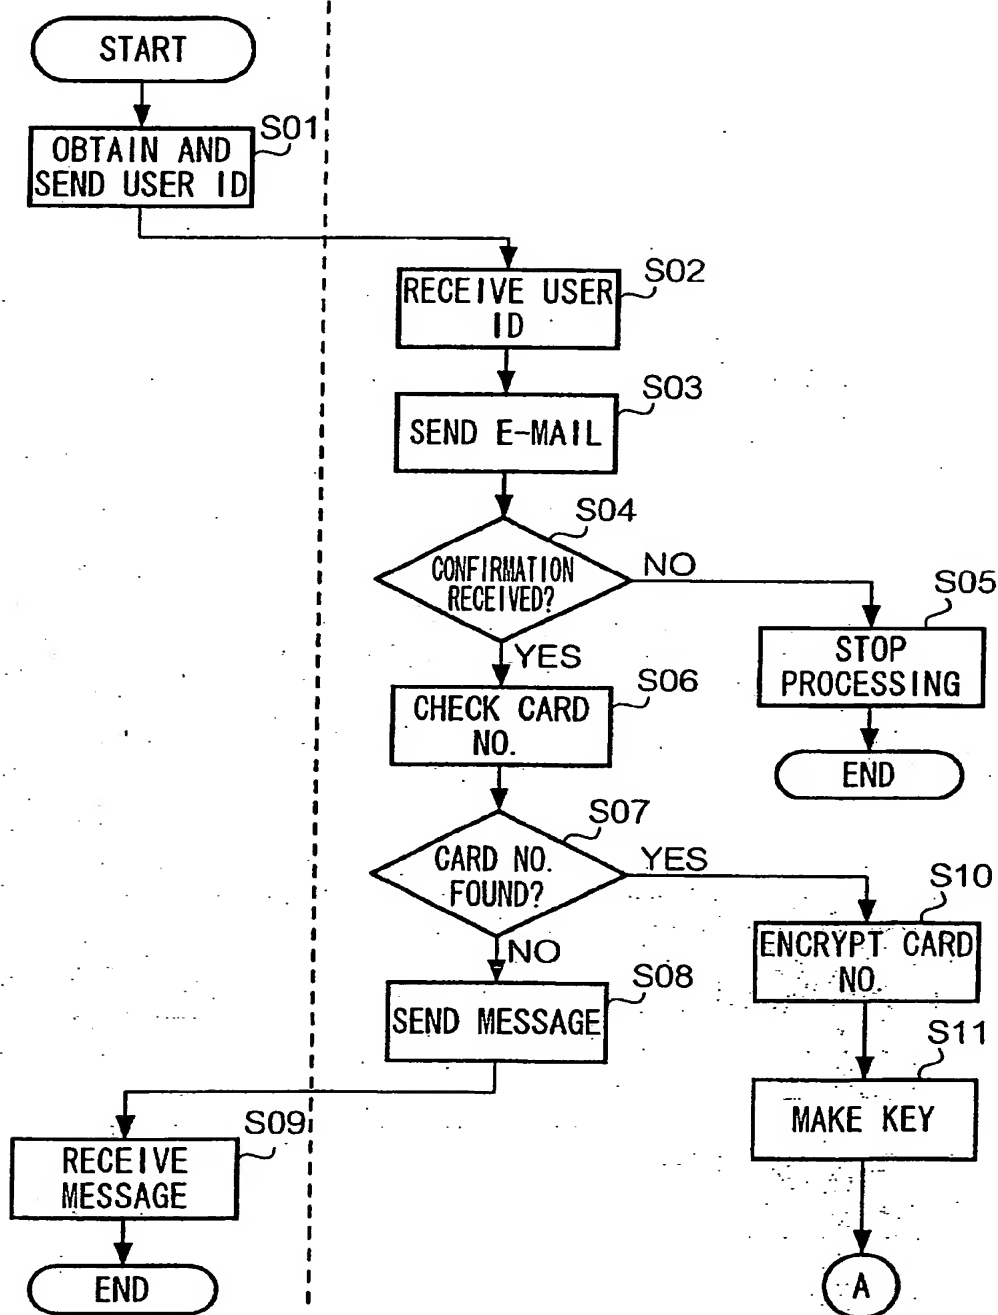 START
S01
OBTAIN AND
SEND USER ID
S02
RECEIVE USER
ID
S03
SEND E-MAIL
S04
CONFIRMATION
RECEIVED?
NO
S05
STOP
PROCESSING
END
YES
S06
CHECK CARD
NO.
S07
CARD NO.
FOUND?
YES
S10
ENCRYPT CARD
NO.
S11
MAKE KEY
A
NO
S08
SEND MESSAGE
S09
RECEIVE
MESSAGE
END